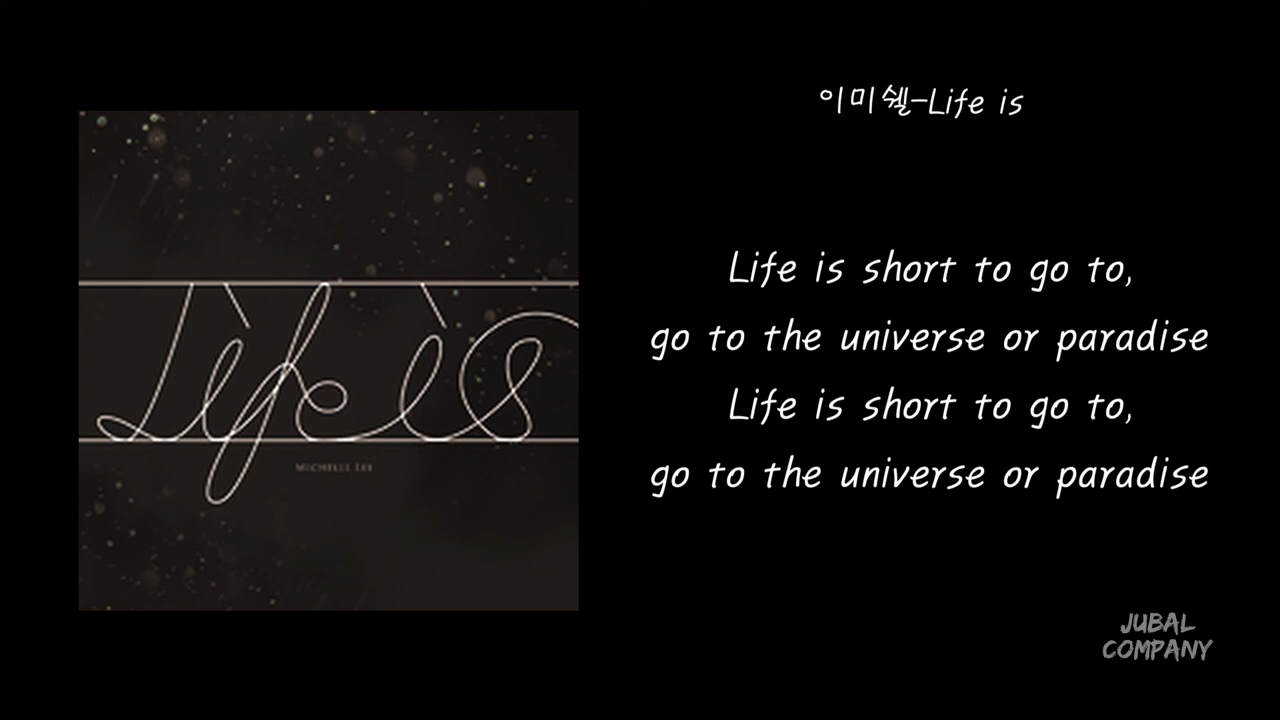 이미쉘-Life is
Life is
MICHELLE LEE
Life is short to go to,
go to the universe or paradise
Life is short to go to,
go to the universe or paradise
JUBAL
COMPANY